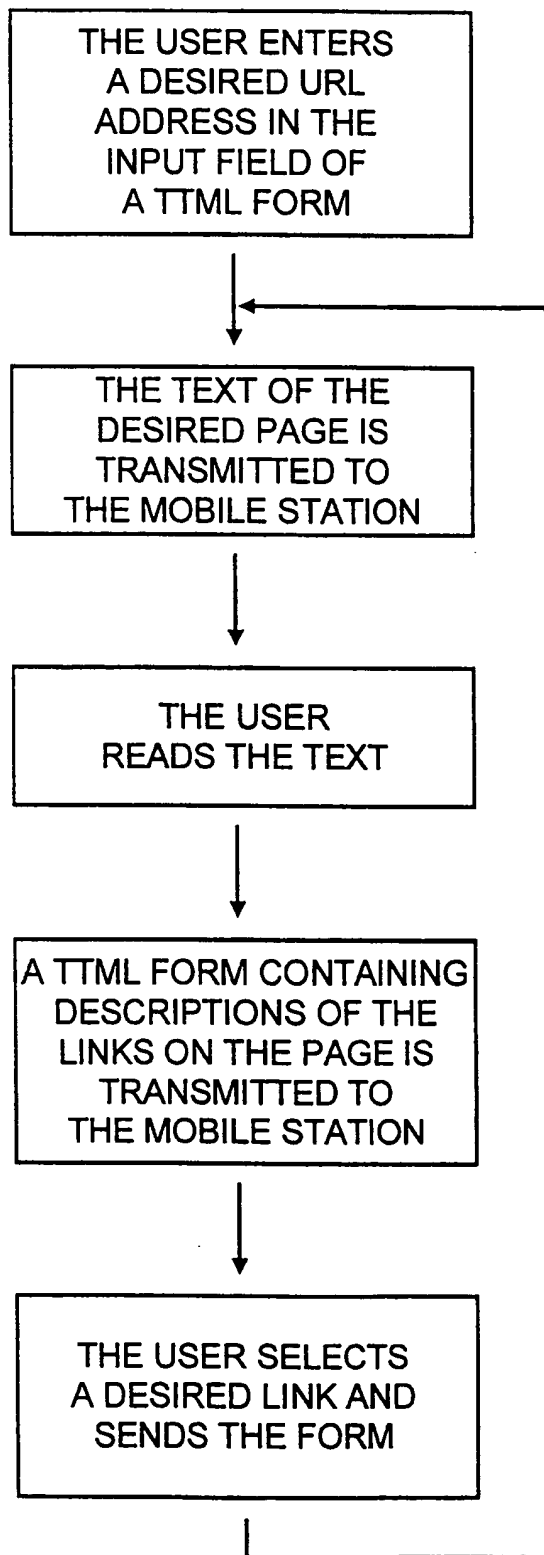 THE USER ENTERS
A DESIRED URL
ADDRESS IN THE
INPUT FIELD OF
A TTML FORM
THE TEXT OF THE
DESIRED PAGE IS
TRANSMITTED TO
THE MOBILE STATION
THE USER
READS THE TEXT
A TTML FORM CONTAINING
DESCRIPTIONS OF THE
LINKS ON THE PAGE IS
TRANSMITTED TO
THE MOBILE STATION
THE USER SELECTS
A DESIRED LINK AND
SENDS THE FORM